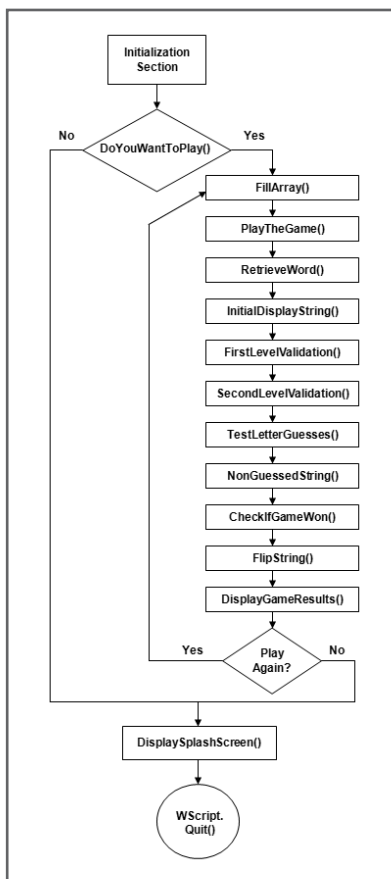 Initialization
Section
No
Yes
DoYouWantToPlay()
FillArray()
PlayTheGame()
RetrieveWord()
InitialDisplayString()
FirstLevelValidation()
SecondLevelValidation()
TestLetterGuesses()
NonGuessedString()
CheckIfGameWon()
FlipString()
DisplayGameResults()
Yes
No
Play
Again?
DisplaySplashScreen()
WScript.
Quit()